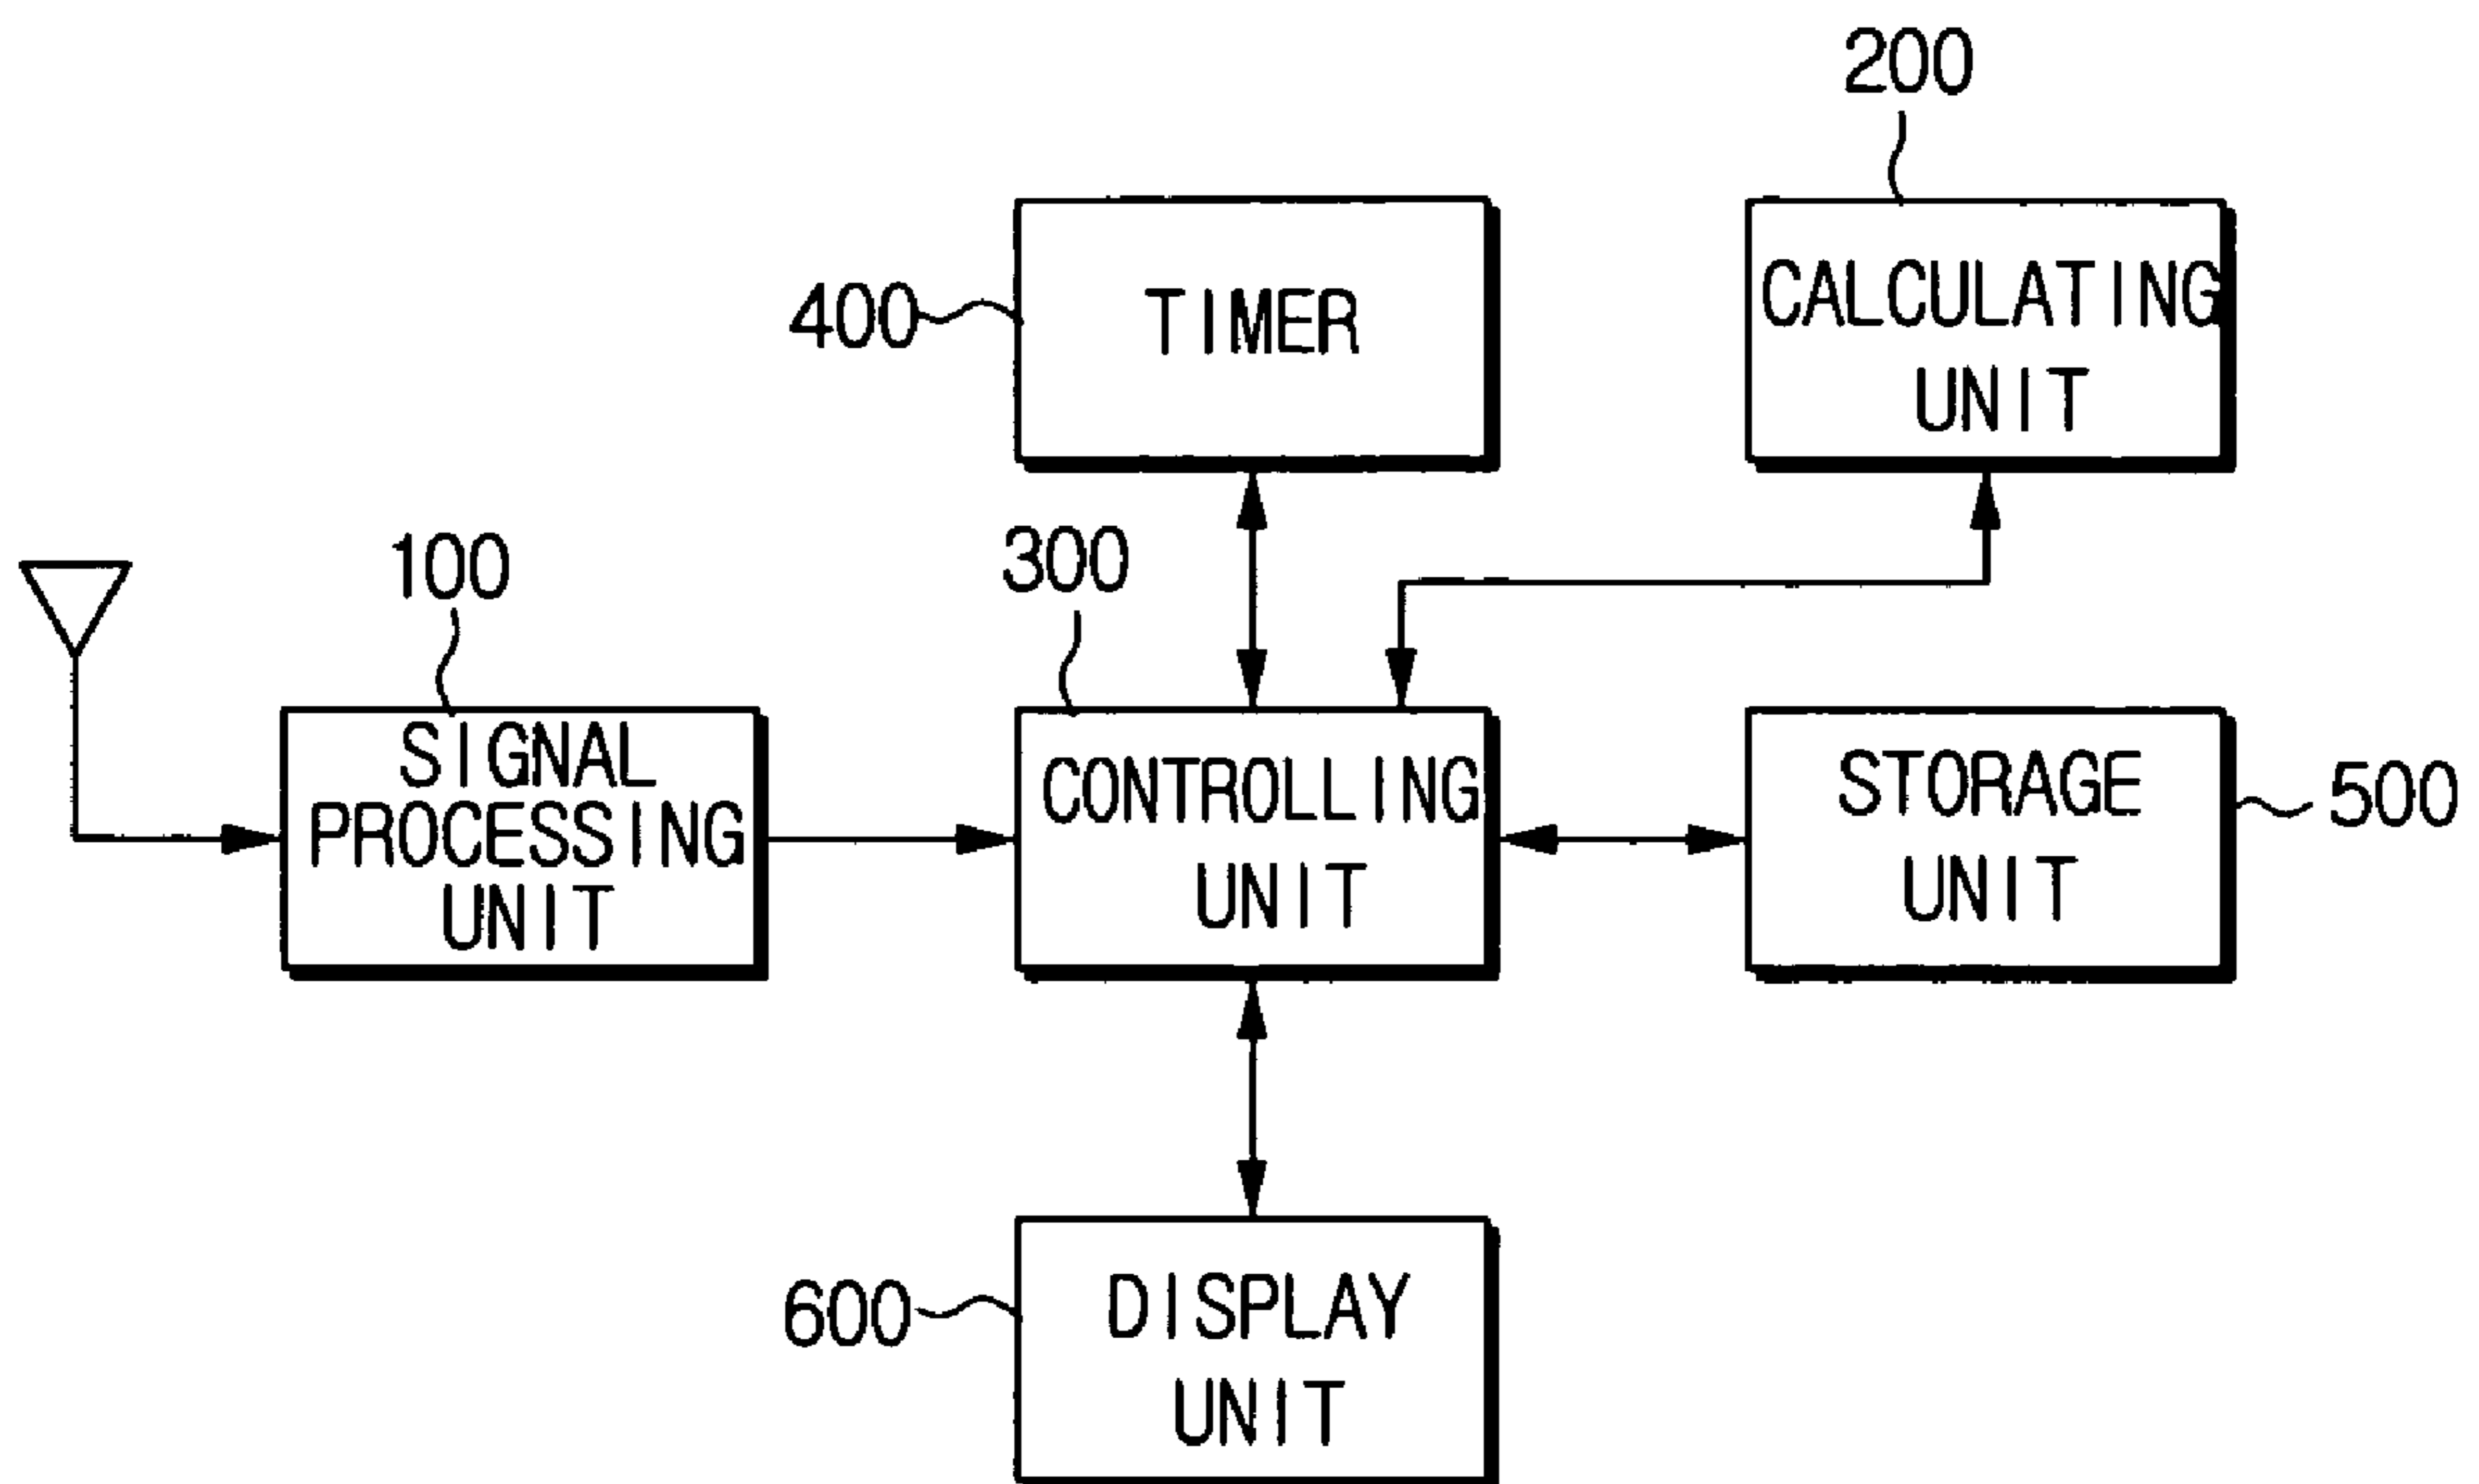 200
400
TIMER
CALCULATING
UNIT
100
300
SIGNAL
PROCESSING
UNIT
CONTROLLING
UNIT
STORAGE
UNIT
500
600
DISPLAY
UNIT